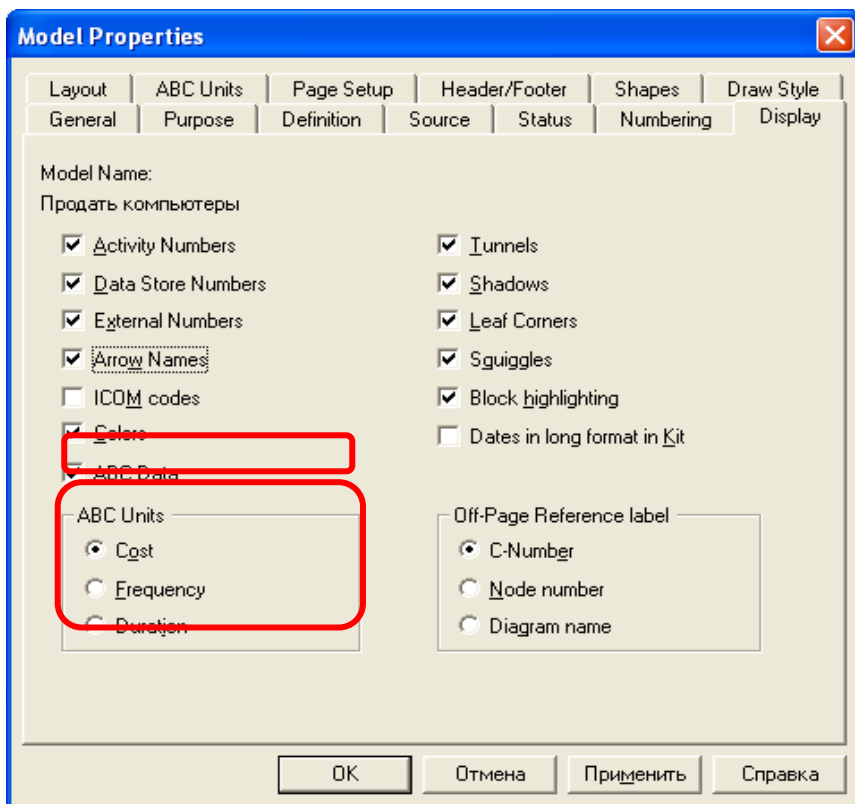 Model Properties
Layout ABC Units Page Setup Header/Footer Shapes Draw Style
General Purpose Definition Source Status Numbering Display
Model Name:
Продать компьютеры
Activity Numbers
Data Store Numbers
External Numbers
Arrow Names
ICOM codes
Colors
ABC Data
Tunnels
Shadows
Leaf Corners
Squiggles
Block highlighting
Dates in long format in Kit
ABC Units
Cost
Frequency
Duration
Off-Page Reference label
C-Number
Node number
Diagram name
OK Отмена Применить Справка